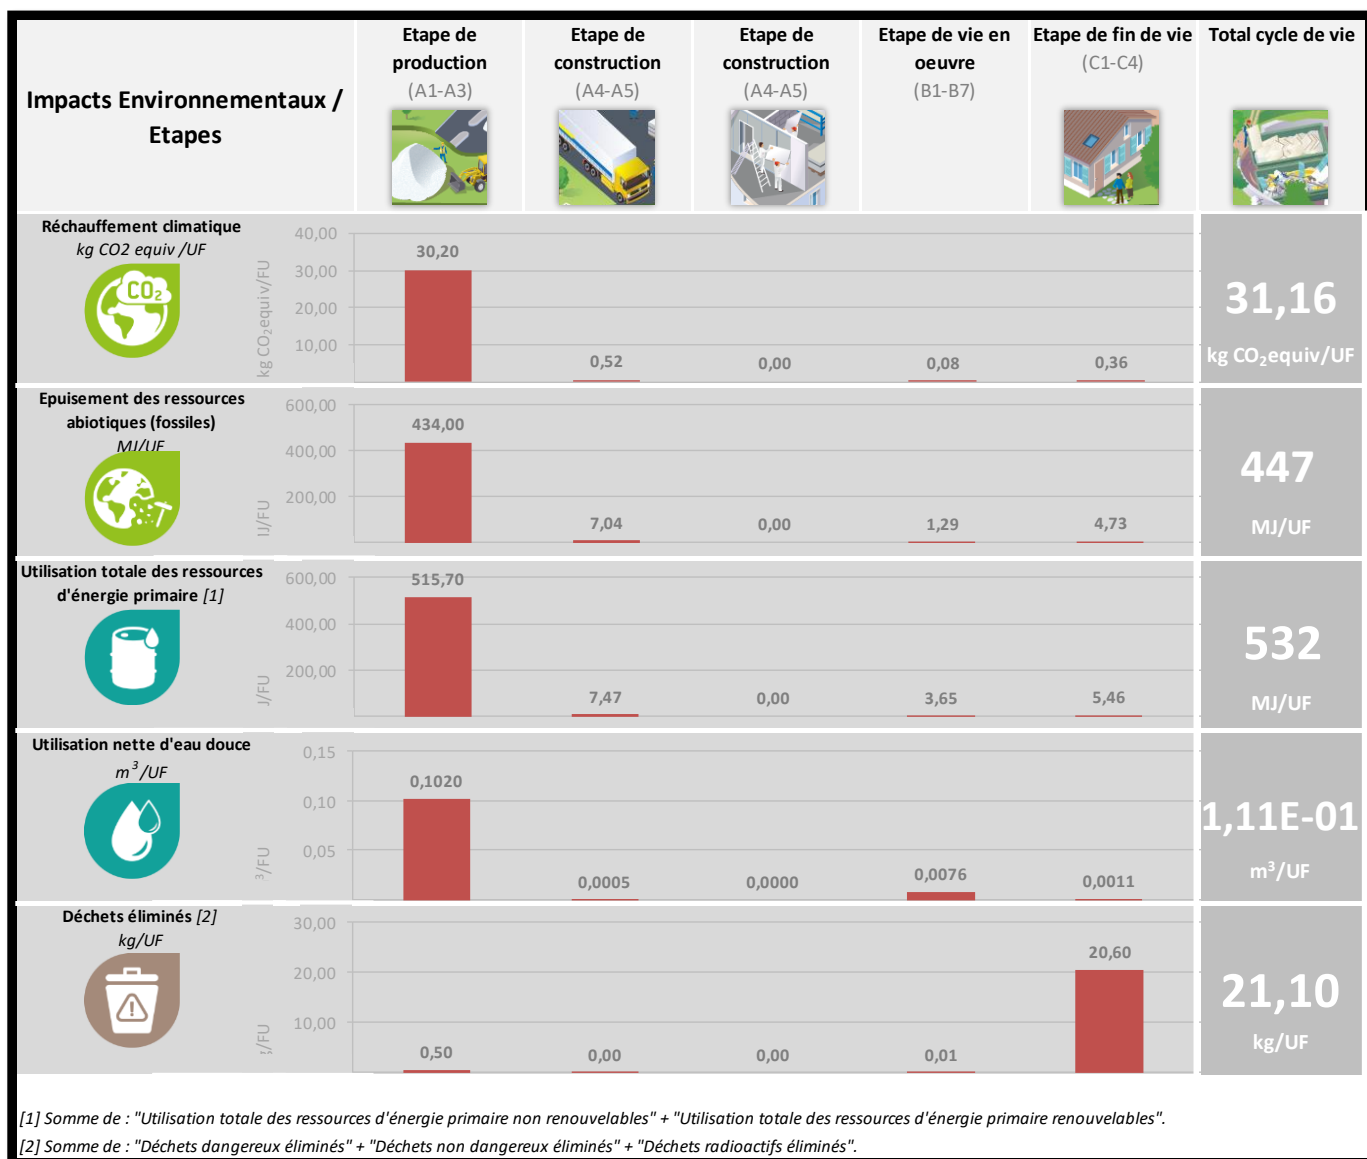 Impacts Environnementaux /
Etapes
Etape de
production
(A1-A3)
Etape de
construction
(A4-A5)
Etape de
construction
(A4-A5)
Etape de vie en
oeuvre
(B1-B7)
Etape de fin de vie
(C1-C4)
Total cycle de vie
Réchauffement climatique
kg CO2 equiv /UF
CO2
kg CO2equiv/FU
40,00
30,00
20,00
10,00
30,20
0,52
0,00
0,08
0,36
31,16
kg CO2equiv/UF
Epuisement des ressources
abiotiques (fossiles)
MJ/UF
/FU
600,00
400,00
200,00
434,00
7,04
0,00
1,29
4,73
447
MJ/UF
Utilisation totale des ressources
d'énergie primaire [1]
J/FU
600,00
400,00
200,00
515,70
7,47
0,00
3,65
5,46
532
MJ/UF
Utilisation nette d'eau douce
m³/UF
³/FU
0,15
0,10
0,05
0,1020
0,0005
0,0000
0,0076
0,0011
1,11E-01
m³/UF
Déchets éliminés [2]
kg/UF
/FU
30,00
20,00
10,00
0,50
0,00
0,00
0,01
20,60
21,10
kg/UF
[1] Somme de : "Utilisation totale des ressources d'énergie primaire non renouvelables" + "Utilisation totale des ressources d'énergie primaire renouvelables".
[2] Somme de : "Déchets dangereux éliminés" + "Déchets non dangereux éliminés" + "Déchets radioactifs éliminés".